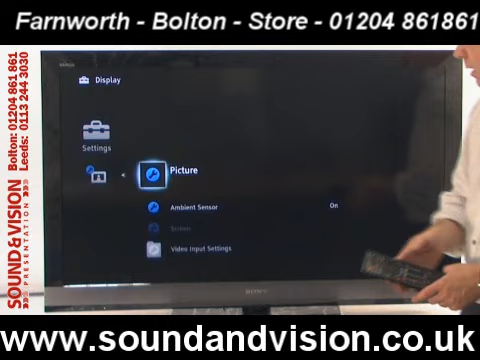 Farnworth - Bolton - Store - 01204 861861
Bolton: 01204 861 861
Leeds: 0113 244 3030
SOUND&VISION
PRESENTATION
Display
Settings
Picture
Ambient Sensor On
Screen
Video Input Settings
SONY
www.soundandvision.co.uk